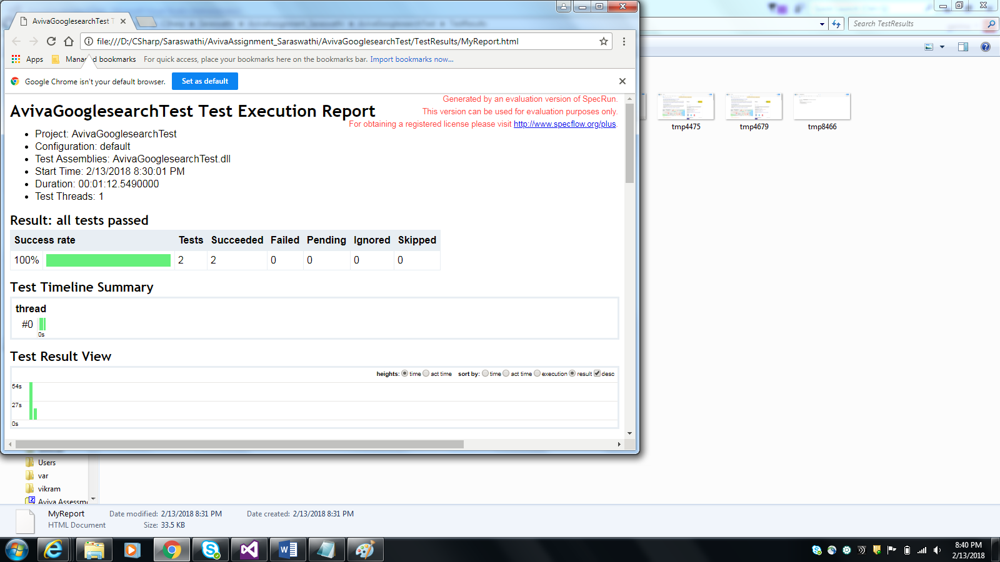 AvivaGooglesearchTest T
file:///D:/CSharp/Saraswathi/AvivaAssignment_Saraswathi/AvivaGooglesearchTest/TestResults/MyReport.html
Search TestResults
Apps
Managed bookmarks
For quick access, place your bookmarks here on the bookmarks bar. Import bookmarks now...
Google Chrome isn't your default browser.
Set as default
Generated by an evaluation version of SpecRun.
This version can be used for evaluation purposes only.
For obtaining a registered license please visit http://www.specflow.org/plus.
AvivaGooglesearchTest Test Execution Report
Project: AvivaGooglesearchTest
Configuration: default
Test Assemblies: AvivaGooglesearchTest.dll
Start Time: 2/13/2018 8:30:01 PM
Duration: 00:01:12.5490000
Test Threads: 1
Result: all tests passed
Success rate Tests Succeeded Failed Pending Ignored Skipped
100% 2 2 0 0 0 0
Test Timeline Summary
thread
#0
0s
Test Result View
heights: time act time sort by: time act time execution result desc
54s
27s
0s
tmp4475 tmp4679 tmp8466
Users
var
vikram
Aviva Assessm
MyReport Date modified: 2/13/2018 8:31 PM Date created: 2/13/2018 8:31 PM
HTML Document Size: 33.5 KB
8:40 PM
2/13/2018